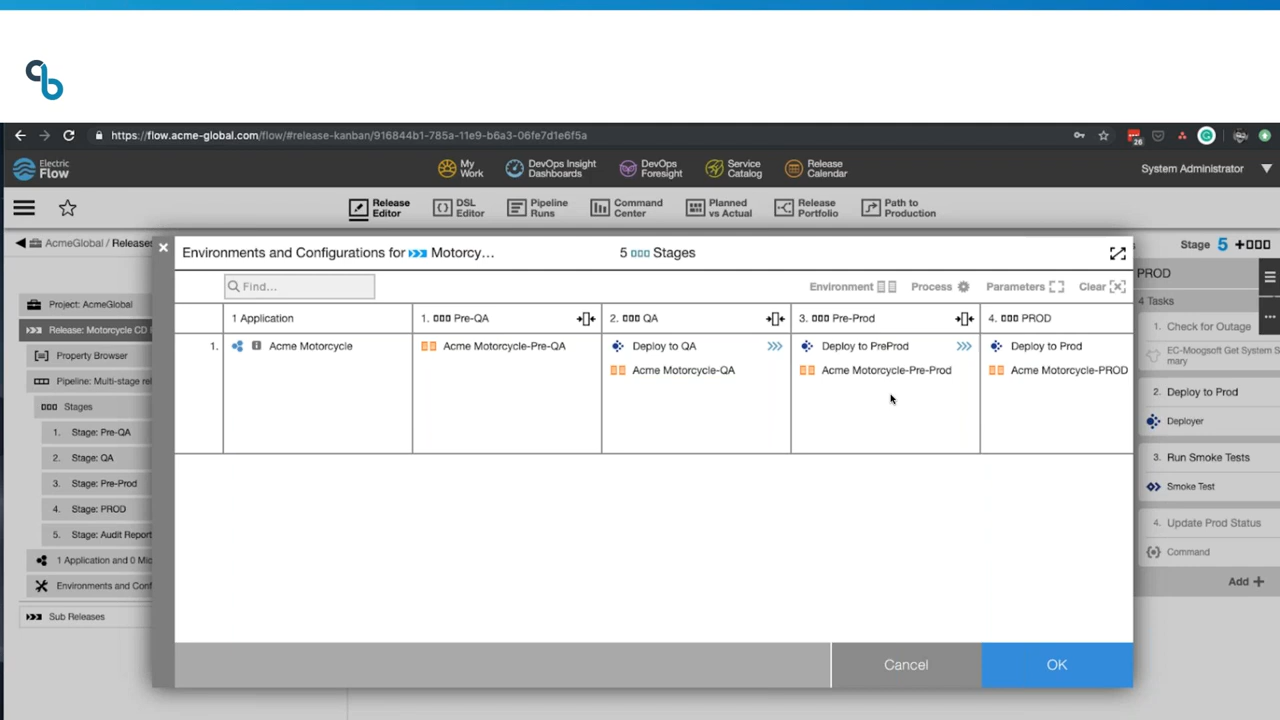 cb
https://flow.acme-global.com/flow/#release-kanban/916844b1-785a-11e9-b6a3-06fe7d1e6f5a
26
Electric
Flow
My
Work
DevOps Insight
Dashboards
DevOps
Foresight
Service
Catalog
Release
Calendar
System Administrator
Release
Editor
DSL
Editor
Pipeline
Runs
Command
Center
Planned
vs Actual
Release
Portfolio
Path to
Production
AcmeGlobal / Releases
Stage 5
Project: AcmeGlobal
Release: Motorcycle CD
Property Browser
Pipeline: Multi-stage rel
Stages
1. Stage: Pre-QA
2. Stage: QA
3. Stage: Pre-Prod
4. Stage: PROD
5. Stage: Audit Report
1 Application and 0 Mic
Environments and Conf
Sub Releases
Environments and Configurations for Motorcy...
5 Stages
Find...
Environment
Process
Parameters
Clear
1 Application
1. Pre-QA
2. QA
3. Pre-Prod
4. PROD
1.
Acme Motorcycle
Acme Motorcycle-Pre-QA
Deploy to QA
Acme Motorcycle-QA
Deploy to PreProd
Acme Motorcycle-Pre-Prod
Deploy to Prod
Acme Motorcycle-PROD
Cancel
OK
PROD
4 Tasks
1. Check for Outage
EC-Moogsoft Get System S
mary
2. Deploy to Prod
Deployer
3. Run Smoke Tests
Smoke Test
4. Update Prod Status
Command
Add